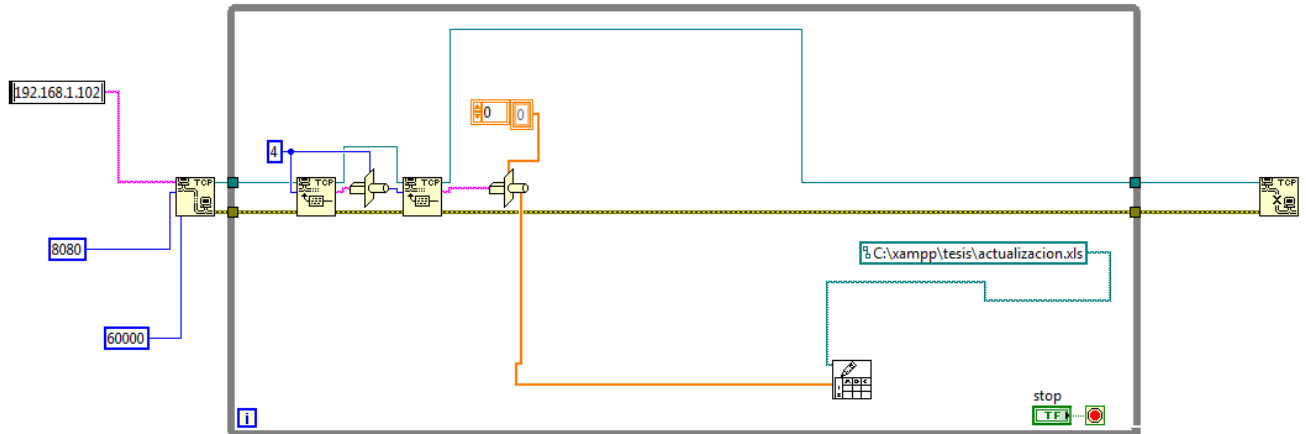 192.168.1.102
TCP
8080
60000
4
TCP
TCP
0
0
TCP
C:\xampp\tesis\actualizacion.xls
stop
TF
i